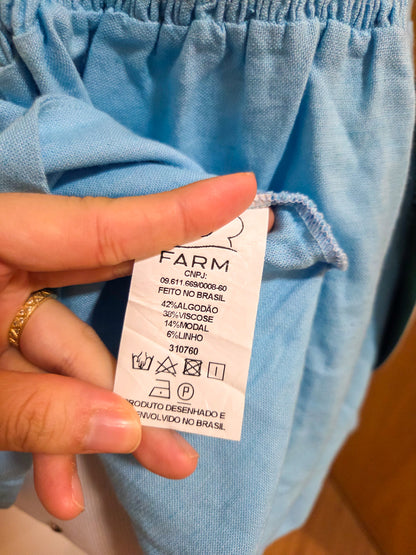 FARM
CNPJ:
09.611.669/0008-60
FEITO NO BRASIL
42%ALGODÃO
38%VISCOSE
14%MODAL
6%LINHO
310760
P
PRODUTO DESENHADO E
DESENVOLVIDO NO BRASIL